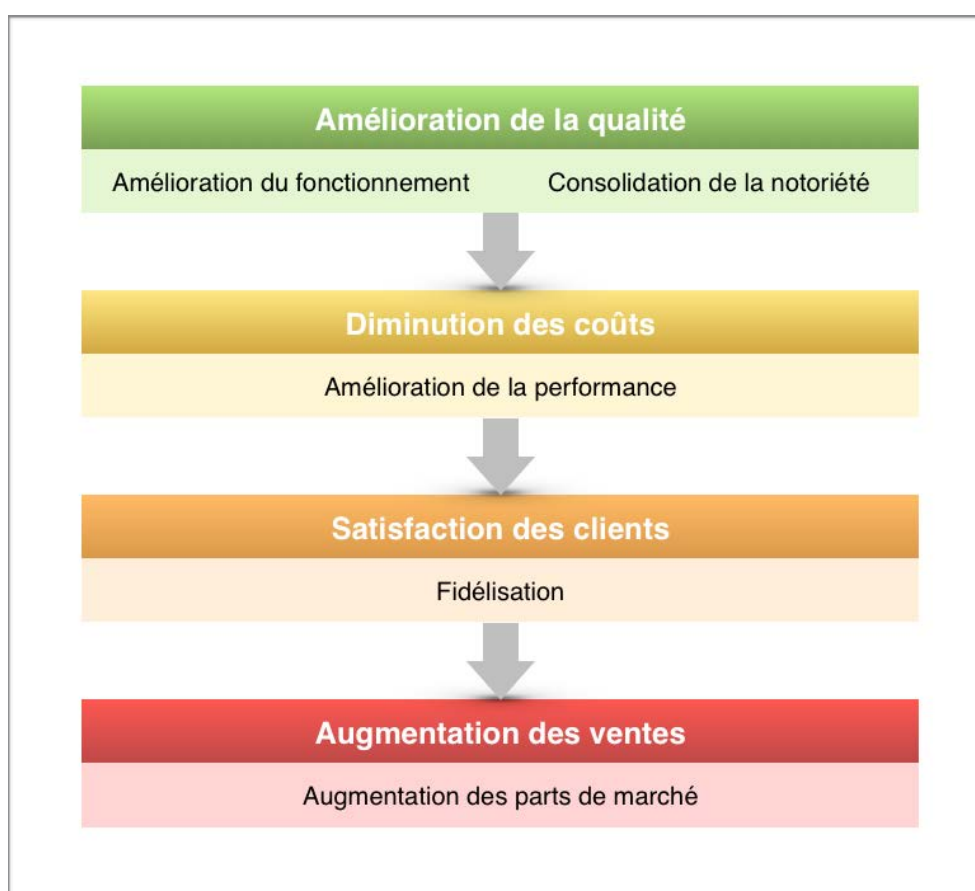 Amélioration de la qualité
Amélioration du fonctionnement Consolidation de la notoriété
Diminution des coûts
Amélioration de la performance
Satisfaction des clients
Fidélisation
Augmentation des ventes
Augmentation des parts de marché